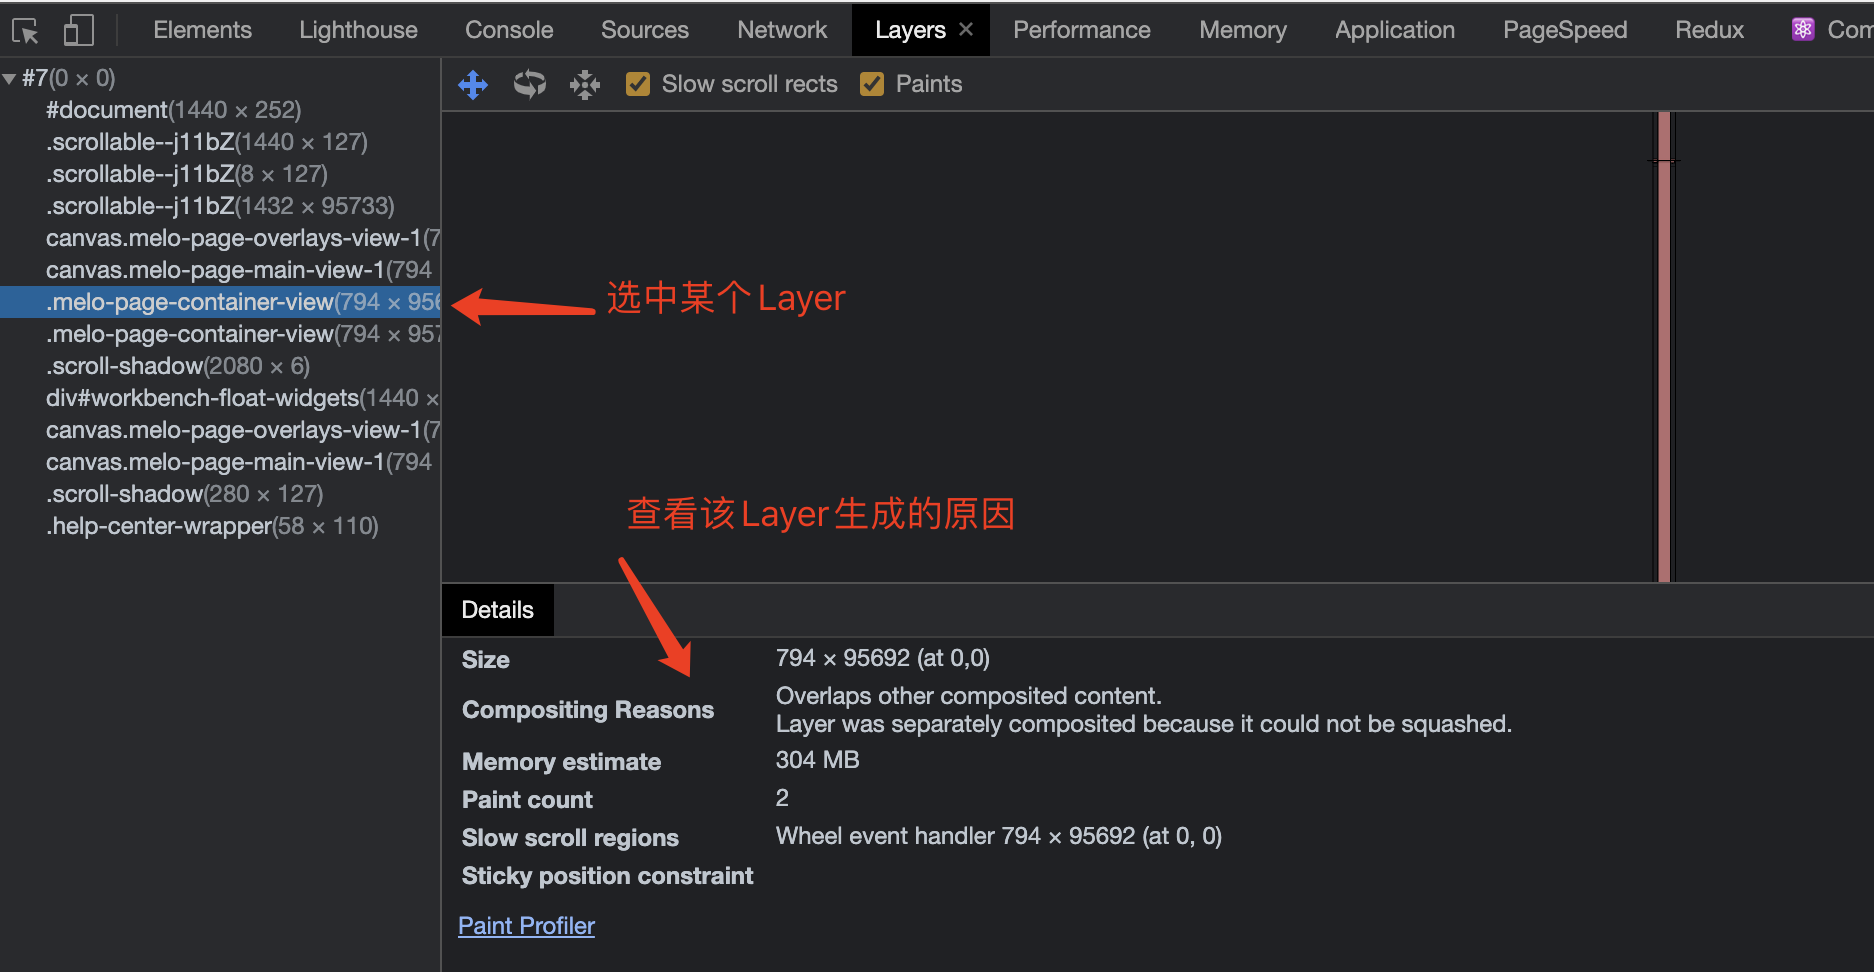 Elements Lighthouse Console Sources Network Layers × Performance Memory Application PageSpeed Redux Com
#7(0 × 0)
#document(1440 × 252)
.scrollable--j11bZ(1440 × 127)
.scrollable--j11bZ(8 × 127)
.scrollable--j11bZ(1432 × 95733)
canvas.melo-page-overlays-view-1(7
canvas.melo-page-main-view-1(794
.melo-page-container-view(794 × 956
.melo-page-container-view(794 × 957
.scroll-shadow(2080 × 6)
div#workbench-float-widgets(1440 ×
canvas.melo-page-overlays-view-1(7
canvas.melo-page-main-view-1(794
.scroll-shadow(280 × 127)
.help-center-wrapper(58 × 110)
Slow scroll rects Paints
选中某个Layer
查看该Layer生成的原因
Details
Size 794 × 95692 (at 0,0)
Compositing Reasons Overlaps other composited content.
Layer was separately composited because it could not be squashed.
Memory estimate 304 MB
Paint count 2
Slow scroll regions Wheel event handler 794 × 95692 (at 0, 0)
Sticky position constraint
Paint Profiler